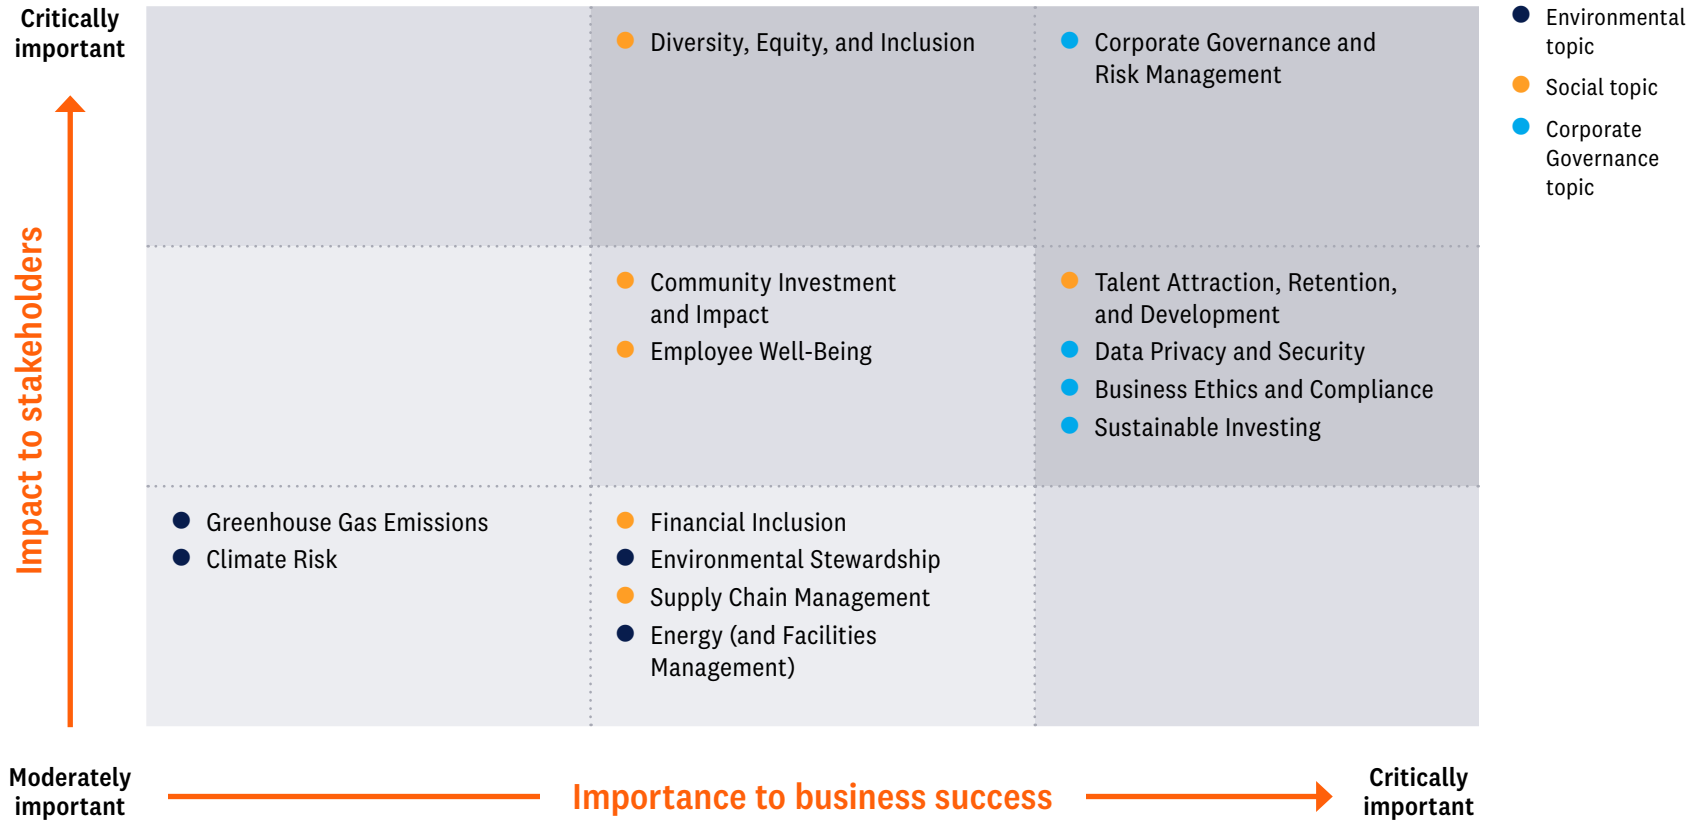 Critically
important
Impact to stakeholders
Diversity, Equity, and Inclusion
Corporate Governance and
Risk Management
Community Investment
and Impact
Employee Well-Being
Talent Attraction, Retention,
and Development
Data Privacy and Security
Business Ethics and Compliance
Sustainable Investing
Greenhouse Gas Emissions
Climate Risk
Financial Inclusion
Environmental Stewardship
Supply Chain Management
Energy (and Facilities
Management)
Moderately
important
Importance to business success
Critically
important
Environmental
topic
Social topic
Corporate
Governance
topic